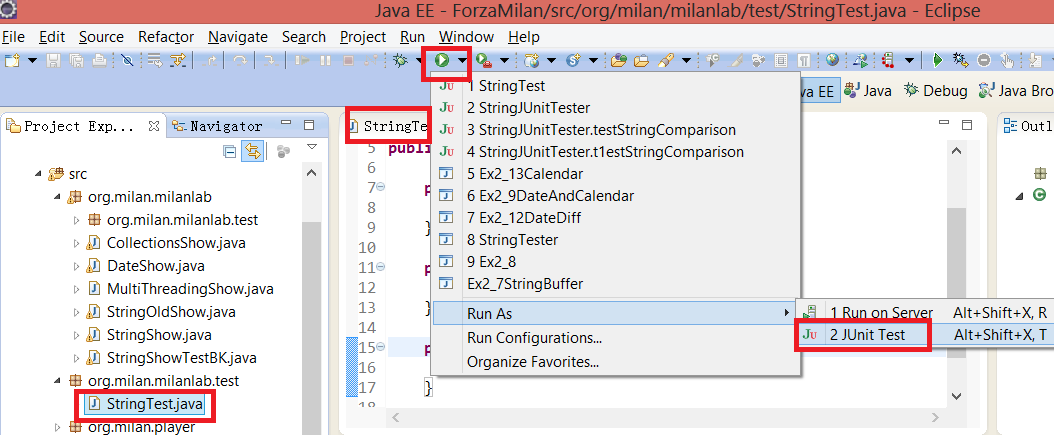 Java EE - ForzaMilan/src/org/milan/milanlab/test/StringTest.java - Eclipse
File Edit Source Refactor Navigate Search Project Run Window Help
Java EE Java Debug Java Bro
Project Exp... Navigator
src
org.milan.milanlab
org.milan.milanlab.test
CollectionsShow.java
DateShow.java
MultiThreadingShow.java
StringOldShow.java
StringShow.java
StringShowTestBK.java
org.milan.milanlab.test
StringTest.java
org.milan.player
StringTe
5 publi
6
7 p
8
9 }
10
11 p
12
13 }
14
15 p
16
17 }
18
1 StringTest
2 StringJUnitTester
3 StringJUnitTester.testStringComparison
4 StringJUnitTester.t1estStringComparison
5 Ex2_13Calendar
6 Ex2_9DateAndCalendar
7 Ex2_12DateDiff
8 StringTester
9 Ex2_8
Ex2_7StringBuffer
Run As
Run Configurations...
Organize Favorites...
1 Run on Server Alt+Shift+X, R
2 JUnit Test Alt+Shift+X, T
Outl